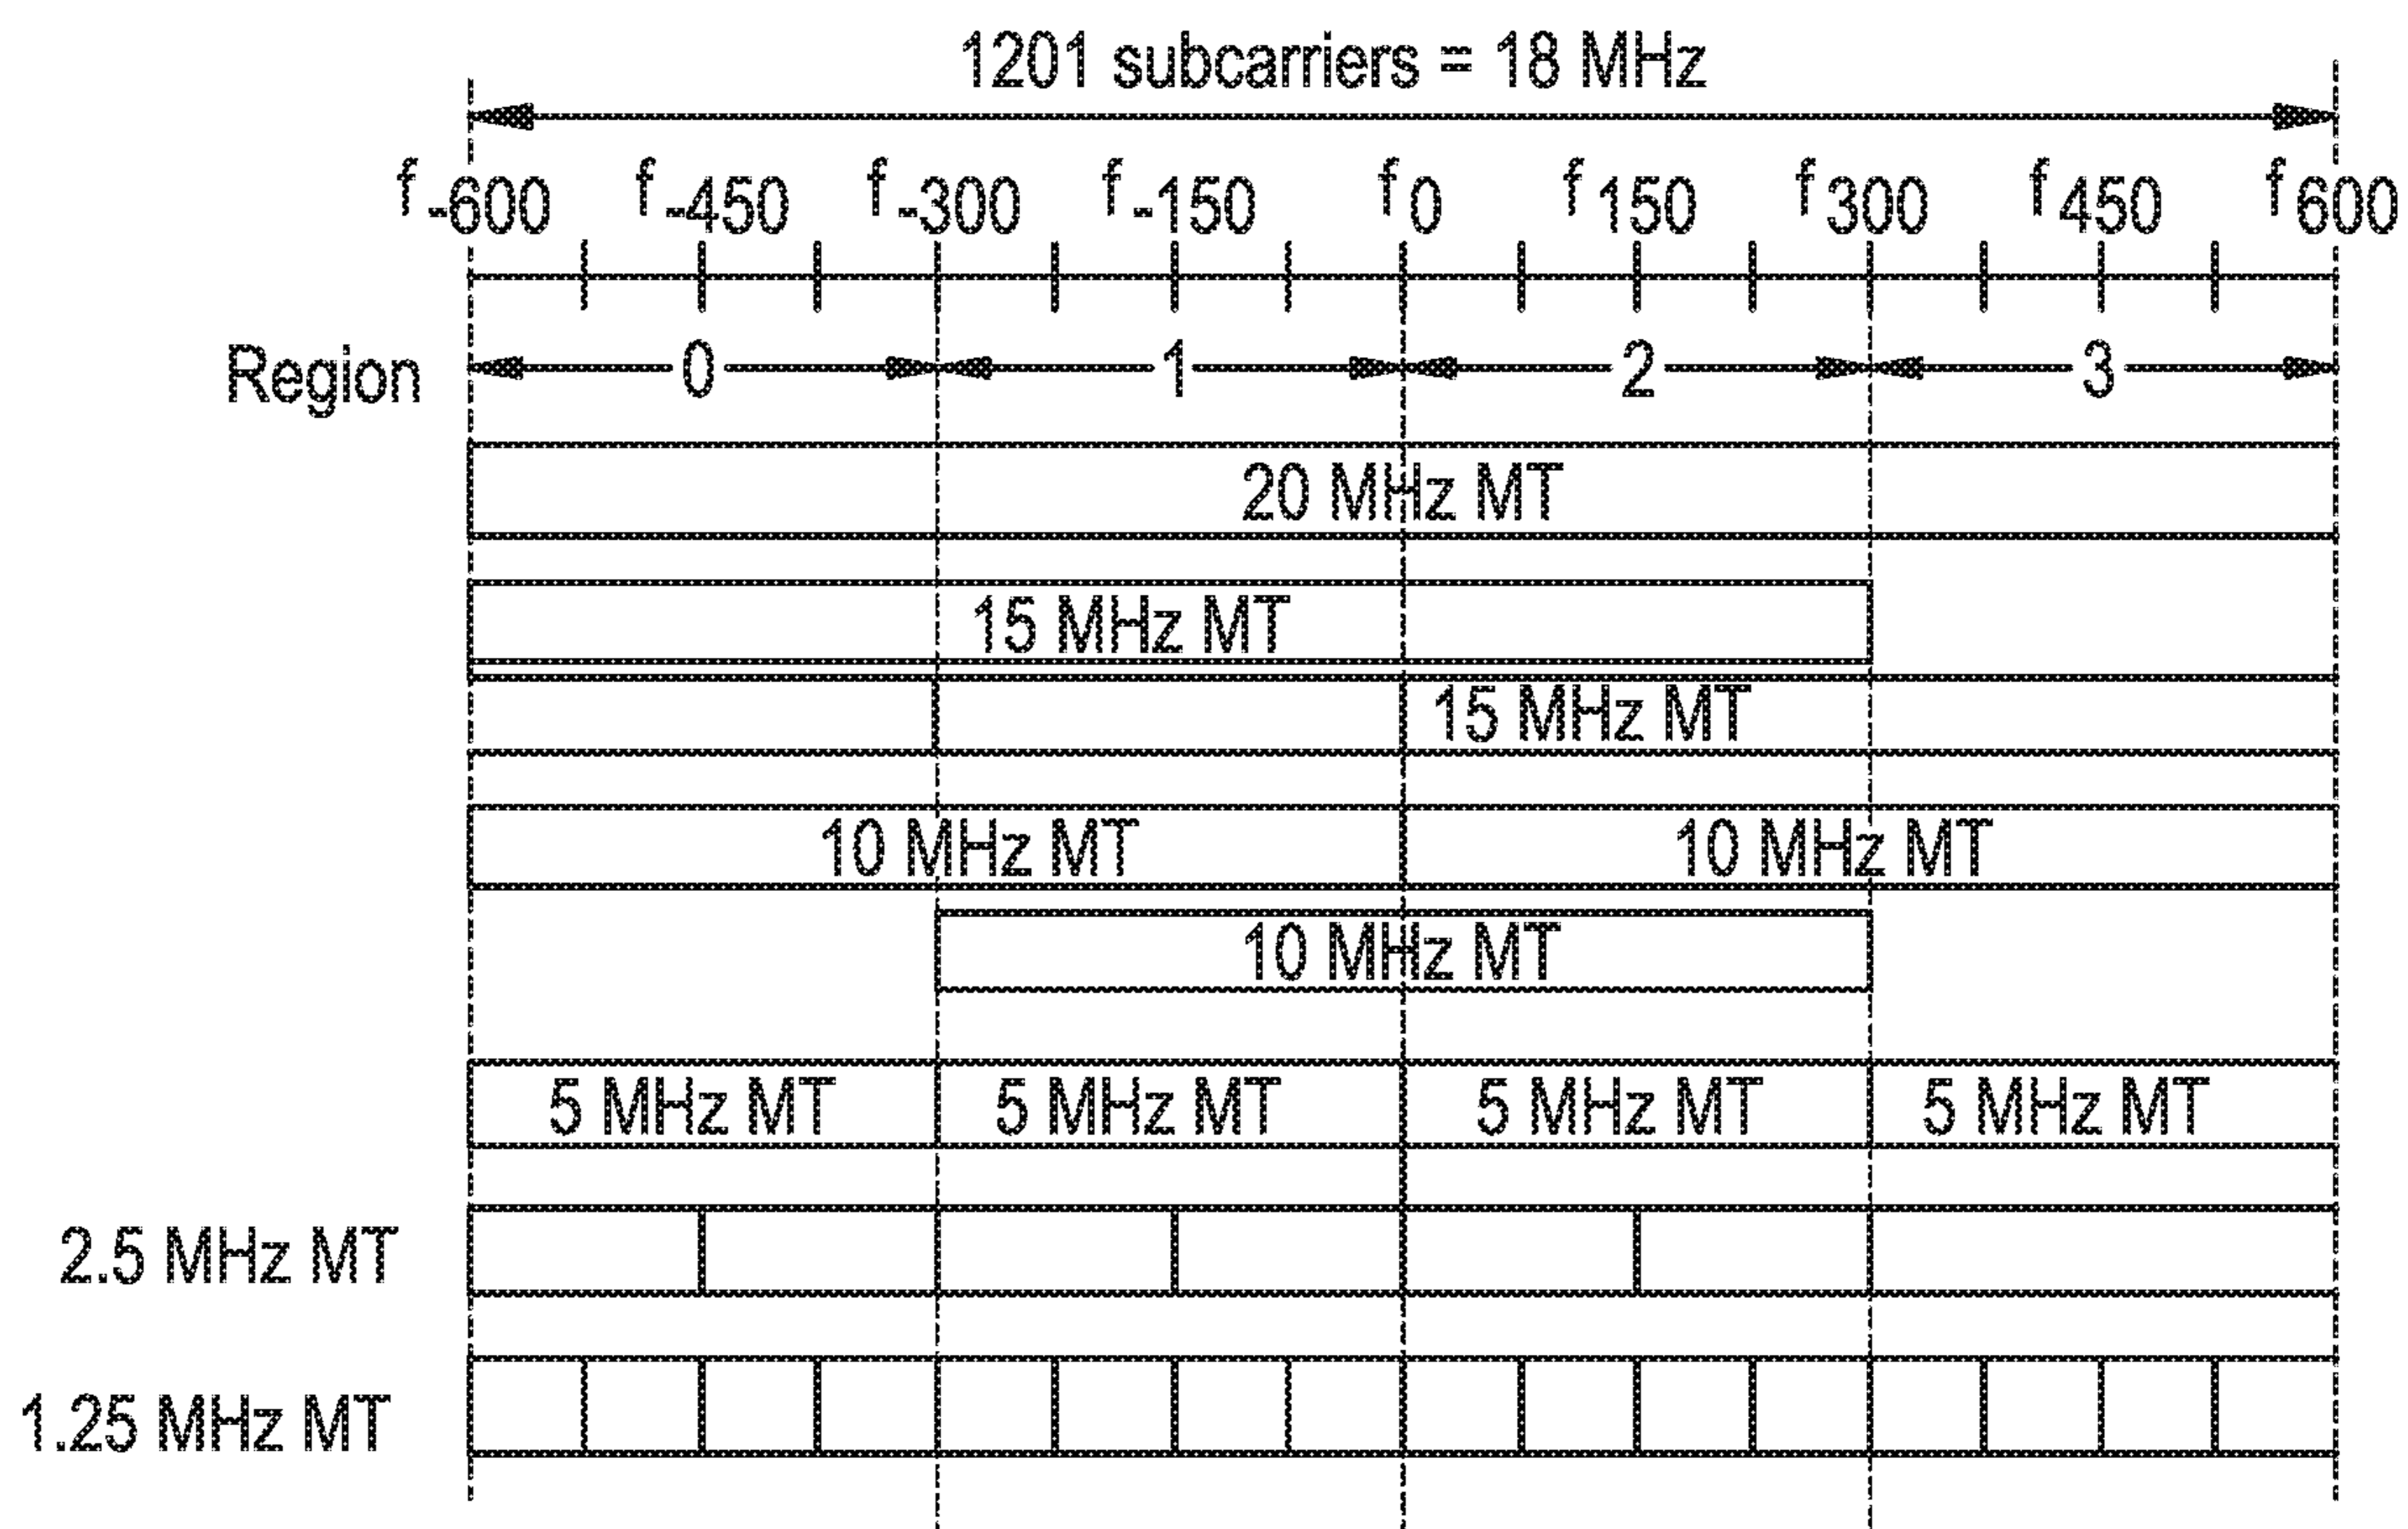 1201 subcarriers = 18 MHz
f-600 f-450 f-300 f-150 f0 f150 f300 f450 f600
Region 0 1 2 3
20 MHz MT
15 MHz MT
15 MHz MT
10 MHz MT 10 MHz MT
10 MHz MT
5 MHz MT 5 MHz MT 5 MHz MT 5 MHz MT
2.5 MHz MT
1.25 MHz MT